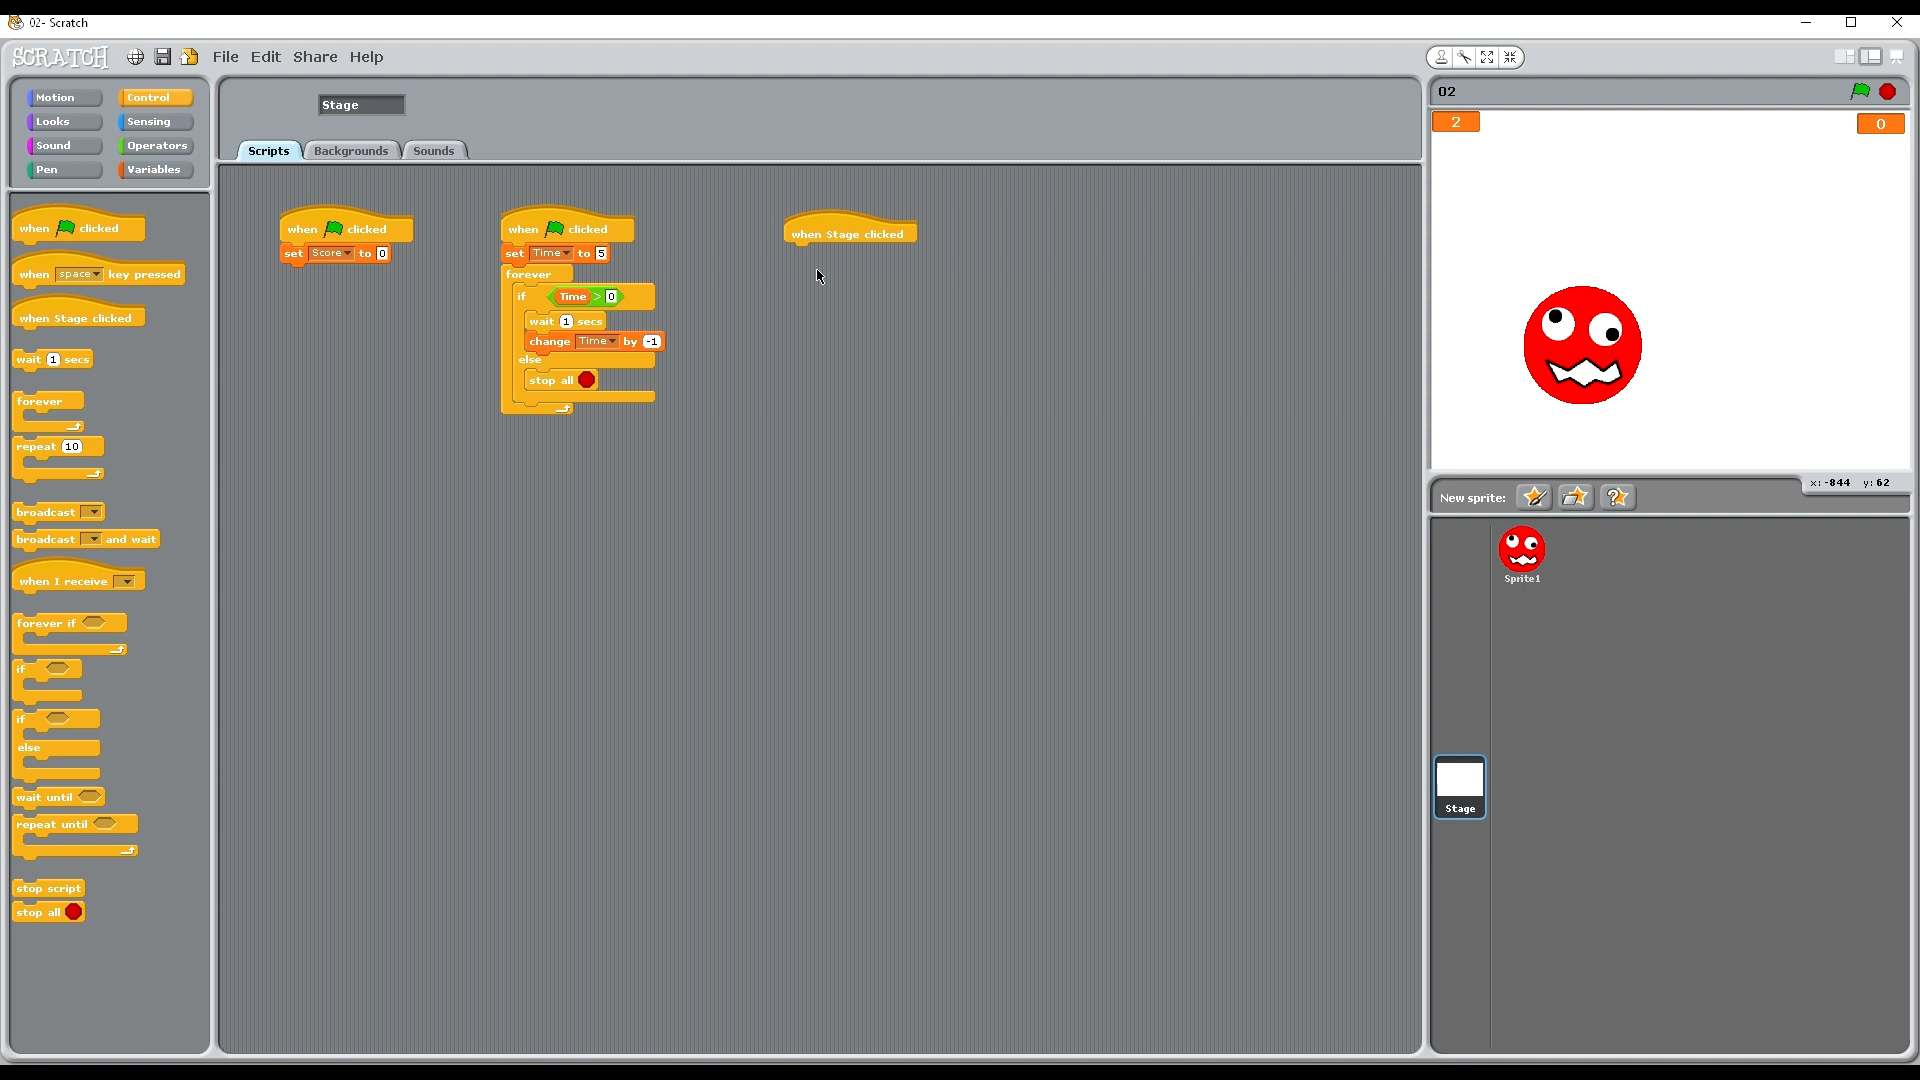 02- Scratch
SCRATCH File Edit Share Help
Motion Control
Looks Sensing
Sound Operators
Pen Variables
when clicked
when space key pressed
when Stage clicked
wait 1 secs
forever
repeat 10
broadcast
broadcast and wait
when I receive
forever if
if
if
else
wait until
repeat until
stop script
stop all
Stage
Scripts Backgrounds Sounds
when clicked
set Score to 0
when clicked
set Time to 5
forever
if Time > 0
wait 1 secs
change Time by -1
else
stop all
when Stage clicked
02
2 0
x: -844 y: 62
New sprite:
Sprite1
Stage